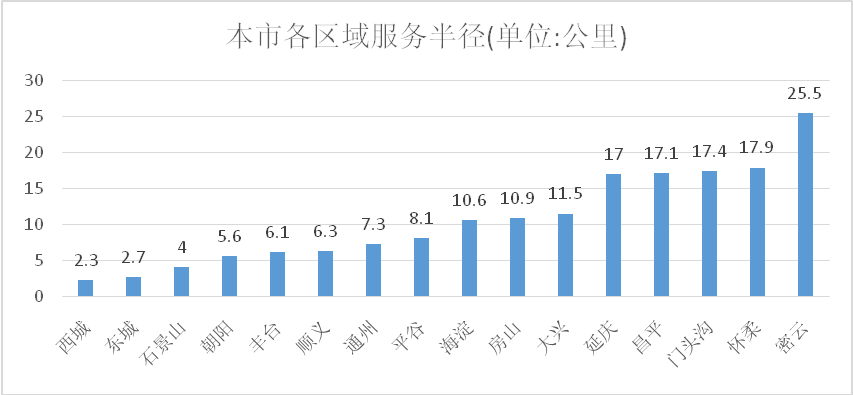 本市各区域服务半径(单位:公里)
30
25
20
15
10
5
0
2.3
2.7
4
5.6
6.1
6.3
7.3
8.1
10.6
10.9
11.5
17
17.1
17.4
17.9
25.5
西城
东城
石景山
朝阳
丰台
顺义
通州
平谷
海淀
房山
大兴
延庆
昌平
门头沟
怀柔
密云